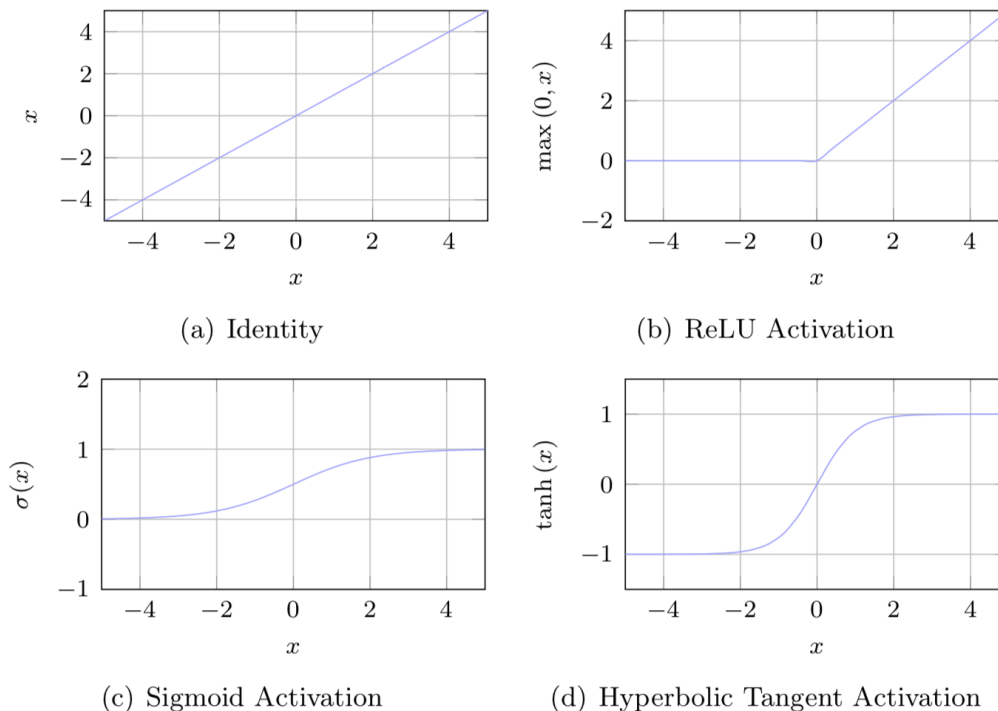 4
2
0
−2
−4
x
−4 −2 0 2 4
x
(a) Identity
4
2
0
−2
max (0, x)
−4 −2 0 2 4
x
(b) ReLU Activation
2
1
0
−1
σ(x)
−4 −2 0 2 4
x
(c) Sigmoid Activation
1
0
−1
tanh (x)
−4 −2 0 2 4
x
(d) Hyperbolic Tangent Activation